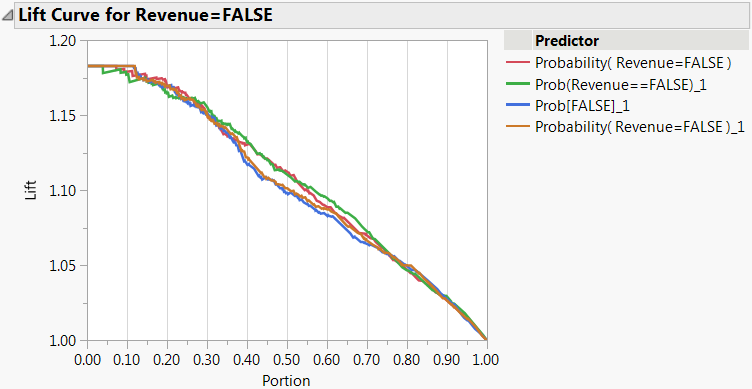 Lift Curve for Revenue=FALSE
1.20
1.15
1.10
1.05
1.00
Lift
0.00 0.10 0.20 0.30 0.40 0.50 0.60 0.70 0.80 0.90 1.00
Portion
Predictor
Probability( Revenue=FALSE )
Prob(Revenue==FALSE)_1
Prob[FALSE]_1
Probability( Revenue=FALSE )_1